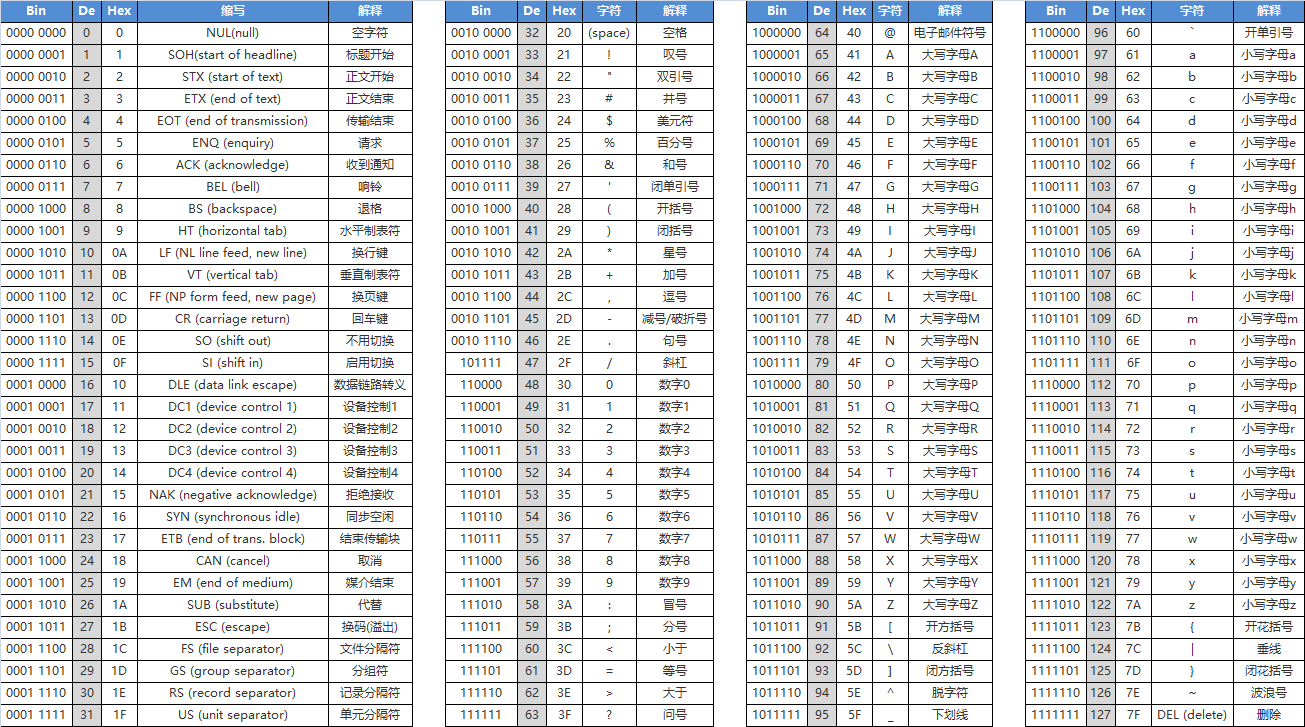 Bin De Hex 缩写 解释 Bin De Hex 字符 解释 Bin De Hex 字符 解释 Bin De Hex 字符 解释
0000 0000 0 0 NUL(null) 空字符 0010 0000 32 20 (space) 空格 1000000 64 40 @ 电子邮件符号 1100000 96 60 ` 开单引号
0000 0001 1 1 SOH(start of headline) 标题开始 0010 0001 33 21 ! 叹号 1000001 65 41 A 大写字母A 1100001 97 61 a 小写字母a
0000 0010 2 2 STX (start of text) 正文开始 0010 0010 34 22 " 双引号 1000010 66 42 B 大写字母B 1100010 98 62 b 小写字母b
0000 0011 3 3 ETX (end of text) 正文结束 0010 0011 35 23 # 井号 1000011 67 43 C 大写字母C 1100011 99 63 c 小写字母c
0000 0100 4 4 EOT (end of transmission) 传输结束 0010 0100 36 24 $ 美元符 1000100 68 44 D 大写字母D 1100100 100 64 d 小写字母d
0000 0101 5 5 ENQ (enquiry) 请求 0010 0101 37 25 % 百分号 1000101 69 45 E 大写字母E 1100101 101 65 e 小写字母e
0000 0110 6 6 ACK (acknowledge) 收到通知 0010 0110 38 26 & 和号 1000110 70 46 F 大写字母F 1100110 102 66 f 小写字母f
0000 0111 7 7 BEL (bell) 响铃 0010 0111 39 27 ' 闭单引号 1000111 71 47 G 大写字母G 1100111 103 67 g 小写字母g
0000 1000 8 8 BS (backspace) 退格 0010 1000 40 28 ( 开括号 1001000 72 48 H 大写字母H 1101000 104 68 h 小写字母h
0000 1001 9 9 HT (horizontal tab) 水平制表符 0010 1001 41 29 ) 闭括号 1001001 73 49 I 大写字母I 1101001 105 69 i 小写字母i
0000 1010 10 0A LF (NL line feed, new line) 换行键 0010 1010 42 2A * 星号 1001010 74 4A J 大写字母J 1101010 106 6A j 小写字母j
0000 1011 11 0B VT (vertical tab) 垂直制表符 0010 1011 43 2B + 加号 1001011 75 4B K 大写字母K 1101011 107 6B k 小写字母k
0000 1100 12 0C FF (NP form feed, new page) 换页键 0010 1100 44 2C , 逗号 1001100 76 4C L 大写字母L 1101100 108 6C l 小写字母l
0000 1101 13 0D CR (carriage return) 回车键 0010 1101 45 2D - 减号/破折号 1001101 77 4D M 大写字母M 1101101 109 6D m 小写字母m
0000 1110 14 0E SO (shift out) 不用切换 0010 1110 46 2E . 句号 1001110 78 4E N 大写字母N 1101110 110 6E n 小写字母n
0000 1111 15 0F SI (shift in) 启用切换 101111 47 2F / 斜杠 1001111 79 4F O 大写字母O 1101111 111 6F o 小写字母o
0001 0000 16 10 DLE (data link escape) 数据链路转义 110000 48 30 0 数字0 1010000 80 50 P 大写字母P 1110000 112 70 p 小写字母p
0001 0001 17 11 DC1 (device control 1) 设备控制1 110001 49 31 1 数字1 1010001 81 51 Q 大写字母Q 1110001 113 71 q 小写字母q
0001 0010 18 12 DC2 (device control 2) 设备控制2 110010 50 32 2 数字2 1010010 82 52 R 大写字母R 1110010 114 72 r 小写字母r
0001 0011 19 13 DC3 (device control 3) 设备控制3 110011 51 33 3 数字3 1010011 83 53 S 大写字母S 1110011 115 73 s 小写字母s
0001 0100 20 14 DC4 (device control 4) 设备控制4 110100 52 34 4 数字4 1010100 84 54 T 大写字母T 1110100 116 74 t 小写字母t
0001 0101 21 15 NAK (negative acknowledge) 拒绝接收 110101 53 35 5 数字5 1010101 85 55 U 大写字母U 1110101 117 75 u 小写字母u
0001 0110 22 16 SYN (synchronous idle) 同步空闲 110110 54 36 6 数字6 1010110 86 56 V 大写字母V 1110110 118 76 v 小写字母v
0001 0111 23 17 ETB (end of trans. block) 结束传输块 110111 55 37 7 数字7 1010111 87 57 W 大写字母W 1110111 119 77 w 小写字母w
0001 1000 24 18 CAN (cancel) 取消 111000 56 38 8 数字8 1011000 88 58 X 大写字母X 1111000 120 78 x 小写字母x
0001 1001 25 19 EM (end of medium) 媒介结束 111001 57 39 9 数字9 1011001 89 59 Y 大写字母Y 1111001 121 79 y 小写字母y
0001 1010 26 1A SUB (substitute) 代替 111010 58 3A : 冒号 1011010 90 5A Z 大写字母Z 1111010 122 7A z 小写字母z
0001 1011 27 1B ESC (escape) 换码(溢出) 111011 59 3B ; 分号 1011011 91 5B [ 开方括号 1111011 123 7B { 开花括号
0001 1100 28 1C FS (file separator) 文件分隔符 111100 60 3C < 小于 1011100 92 5C \ 反斜杠 1111100 124 7C | 垂线
0001 1101 29 1D GS (group separator) 分组符 111101 61 3D = 等号 1011101 93 5D ] 闭方括号 1111101 125 7D } 闭花括号
0001 1110 30 1E RS (record separator) 记录分隔符 111110 62 3E > 大于 1011110 94 5E ^ 脱字符 1111110 126 7E ~ 波浪号
0001 1111 31 1F US (unit separator) 单元分隔符 111111 63 3F ? 问号 1011111 95 5F _ 下划线 1111111 127 7F DEL (delete) 删除